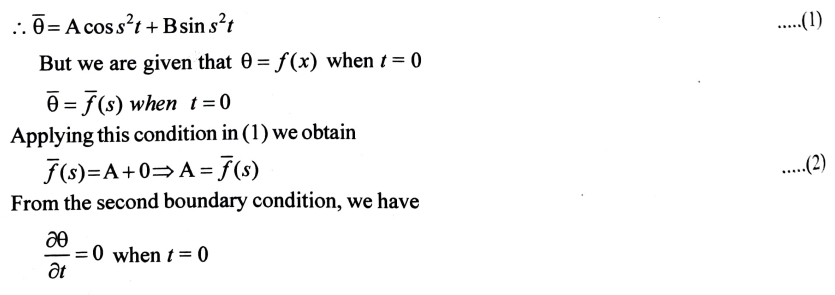 ∴ θ̄ = A cos s²t + B sin s²t .....(1)
But we are given that θ = f(x) when t = 0
θ̄ = f̄(s) when t = 0
Applying this condition in (1) we obtain
f̄(s) = A + 0 ⇒ A = f̄(s) .....(2)
From the second boundary condition, we have
∂θ/∂t = 0 when t = 0